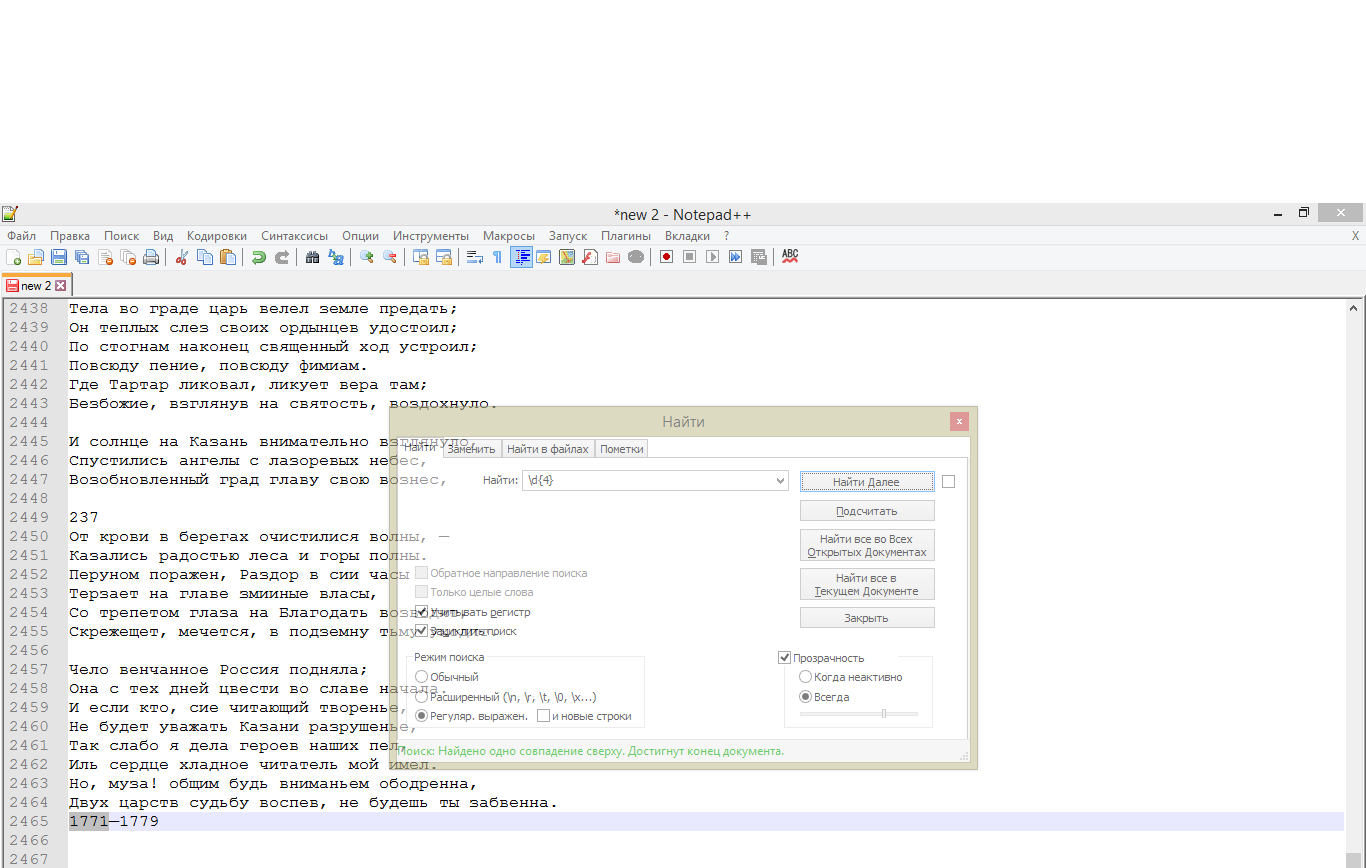 *new 2 - Notepad++
Файл Правка Поиск Вид Кодировки Синтаксисы Опции Инструменты Макросы Запуск Плагины Вкладки ? X
ABC
new 2
2438 Тела во граде царь велел земле предать;
2439 Он теплых слез своих ордынцев удостоил;
2440 По стогнам наконец священный ход устроил;
2441 Повсюду пение, повсюду фимиам.
2442 Где Тартар ликовал, ликует вера там;
2443 Безбожие, взглянув на святость, воздохнуло.
2444
2445 И солнце на Казань внимательно взглянуло,
2446 Спустились ангелы с лазоревых небес,
2447 Возобновленный град главу свою вознес,
2448
2449 237
2450 От крови в берегах очистилися волны, —
2451 Казались радостью леса и горы полны.
2452 Перуном поражен, Раздор в сии часы
2453 Терзает на главе змииные власы,
2454 Со трепетом глаза на Благодать
2455 Скрежещет, мечется, в подземну тьму
2456
2457 Чело венчанное Россия подняла;
2458 Она с тех дней цвести во славе начала.
2459 И если кто, сие читающий творенье,
2460 Не будет уважать Казани разрушенье,
2461 Так слабо я дела героев наших пел,
2462 Иль сердце хладное читатель мой имел.
2463 Но, муза! общим будь вниманьем ободренна,
2464 Двух царств судьбу воспев, не будешь ты забвенна.
2465 1771—1779
2466
2467
Найти
x
Найти Заменить Найти в файлах Пометки
Найти: \d{4}
Найти Далее
Подсчитать
Найти все во Всех
Открытых Документах
Найти все в
Текущем Документе
Закрыть
Обратное направление поиска
Только целые слова
Учитывать регистр
Зациклить поиск
Режим поиска
Обычный
Расширенный (\n, \r, \t, \0, \x...)
Регуляр. выражен. и новые строки
Прозрачность
Когда неактивно
Всегда
Поиск: Найдено одно совпадение сверху. Достигнут конец документа.